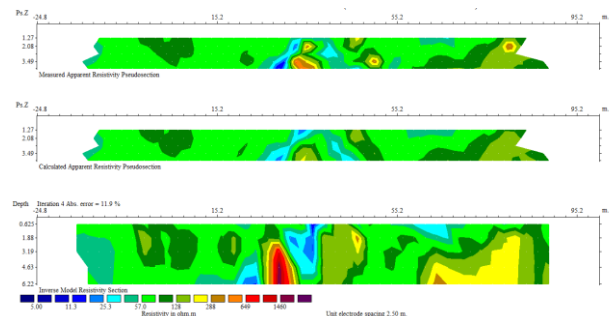 Ps.Z -24.8 15.2 55.2 95.2 m.
1.27
2.08
3.49
Measured Apparent Resistivity Pseudosection
Ps.Z -24.8 15.2 55.2 95.2 m.
1.27
2.08
3.49
Calculated Apparent Resistivity Pseudosection
Depth Iteration 4 Abs. error = 11.9 %
-24.8 15.2 55.2 95.2 m.
0.625
1.88
3.19
4.63
6.22
Inverse Model Resistivity Section
5.00 11.3 25.3 57.0 128 288 649 1460
Resistivity in ohm.m Unit electrode spacing 2.50 m.